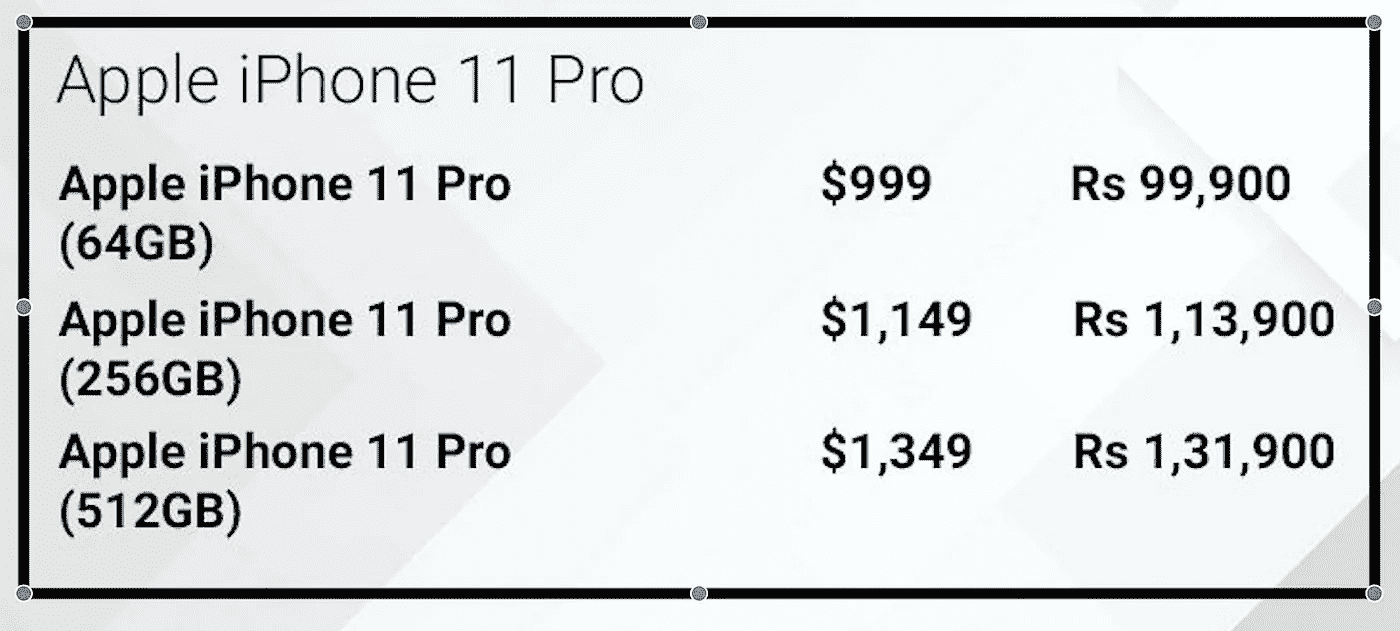 Apple iPhone 11 Pro
Apple iPhone 11 Pro $999 Rs 99,900
(64GB)
Apple iPhone 11 Pro $1,149 Rs 1,13,900
(256GB)
Apple iPhone 11 Pro $1,349 Rs 1,31,900
(512GB)